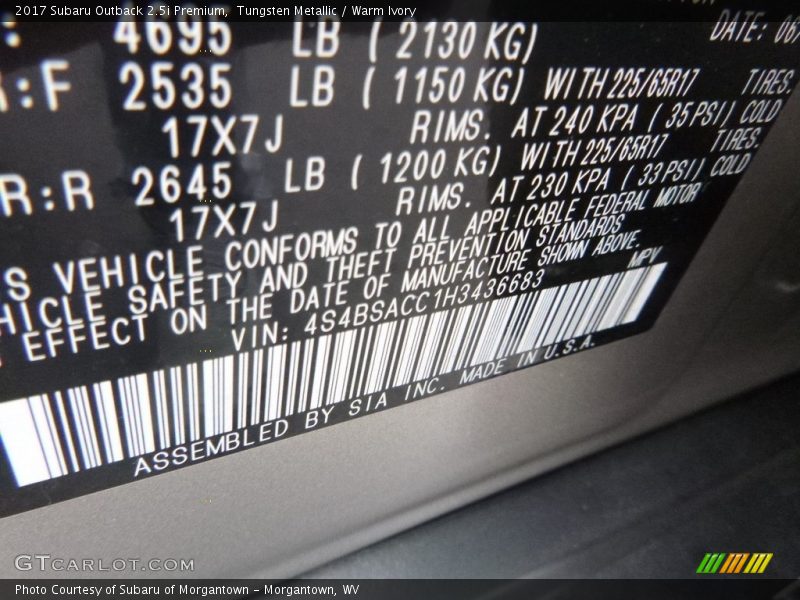 2017 Subaru Outback 2.5i Premium, Tungsten Metallic / Warm Ivory
DATE: 06/
4695 LB ( 2130 KG)
R:F 2535 LB ( 1150 KG) WITH 225/65R17 TIRES.
17X7J RIMS. AT 240 KPA ( 35 PSI) COLD
R:R 2645 LB ( 1200 KG) WITH 225/65R17 TIRES.
17X7J RIMS. AT 230 KPA ( 33 PSI) COLD
S VEHICLE CONFORMS TO ALL APPLICABLE FEDERAL MOTOR
HICLE SAFETY AND THEFT PREVENTION STANDARDS
EFFECT ON THE DATE OF MANUFACTURE SHOWN ABOVE.
VIN: 4S4BSACC1H3436683 MPV
ASSEMBLED BY SIA INC. MADE IN U.S.A.
GTCARLOT.COM
Photo Courtesy of Subaru of Morgantown - Morgantown, WV